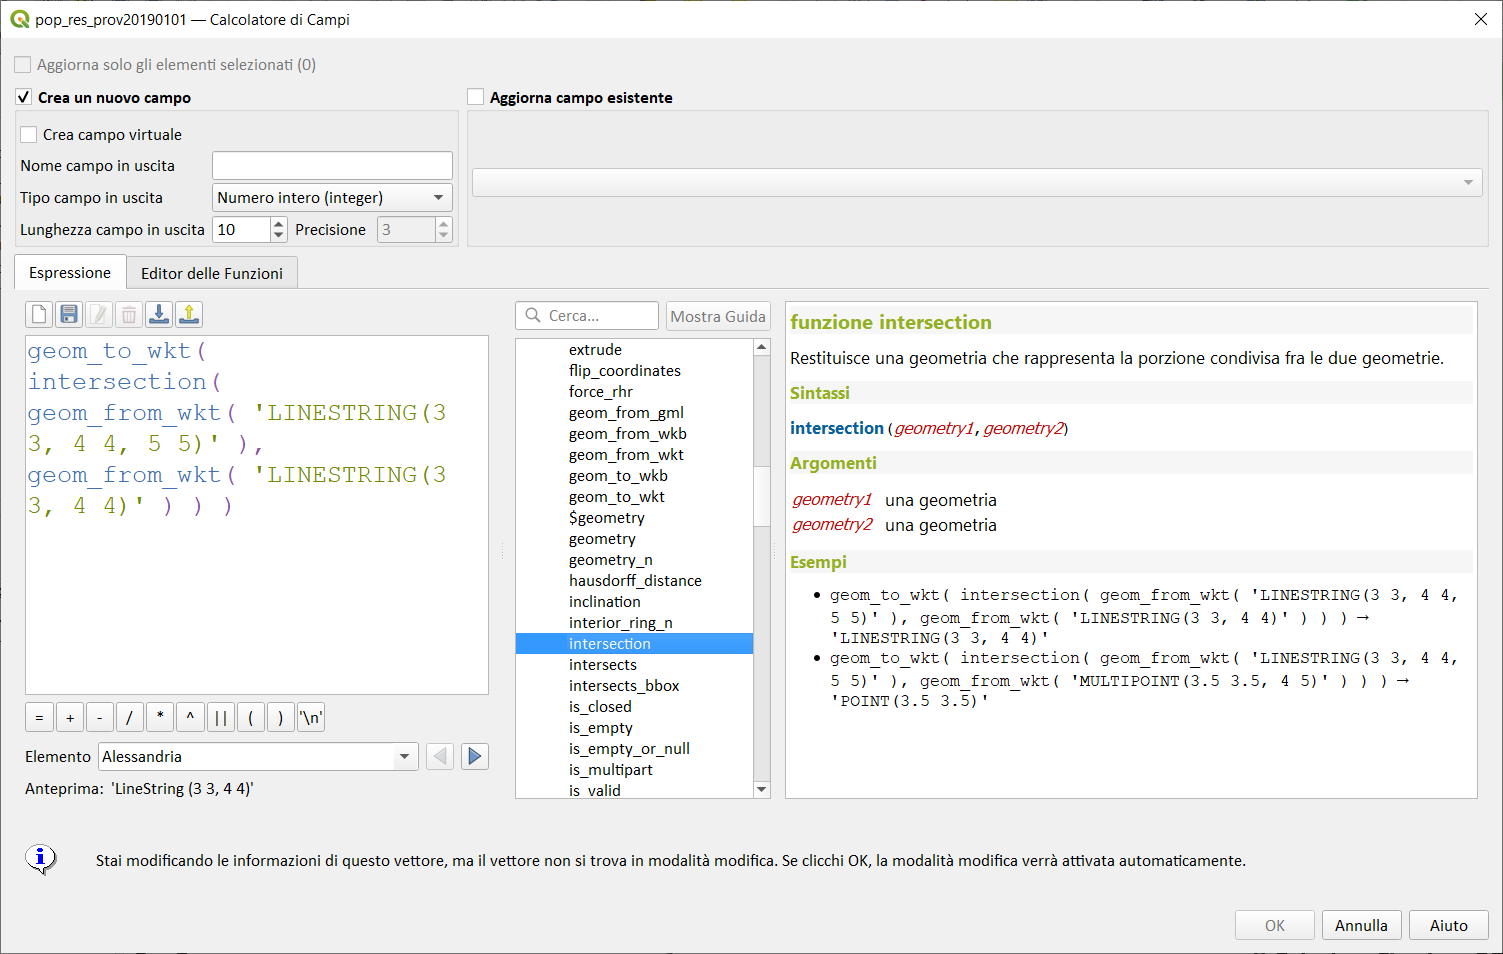 pop_res_prov20190101 — Calcolatore di Campi
Aggiorna solo gli elementi selezionati (0)
Crea un nuovo campo
Aggiorna campo esistente
Crea campo virtuale
Nome campo in uscita
Tipo campo in uscita
Numero intero (integer)
Lunghezza campo in uscita
10
Precisione
3
Espressione
Editor delle Funzioni
geom_to_wkt(
intersection(
geom_from_wkt( 'LINESTRING(3
3, 4 4, 5 5)' ),
geom_from_wkt( 'LINESTRING(3
3, 4 4)' ) ) )
= + - / * ^ || ( ) '\n'
Elemento
Alessandria
Anteprima: 'LineString (3 3, 4 4)'
Cerca...
Mostra Guida
extrude
flip_coordinates
force_rhr
geom_from_gml
geom_from_wkb
geom_from_wkt
geom_to_wkb
geom_to_wkt
$geometry
geometry
geometry_n
hausdorff_distance
inclination
interior_ring_n
intersection
intersects
intersects_bbox
is_closed
is_empty
is_empty_or_null
is_multipart
is_valid
funzione intersection
Restituisce una geometria che rappresenta la porzione condivisa fra le due geometrie.
Sintassi
intersection(geometry1,geometry2)
Argomenti
geometry1 una geometria
geometry2 una geometria
Esempi
• geom_to_wkt( intersection( geom_from_wkt( 'LINESTRING(3 3, 4 4,
5 5)' ), geom_from_wkt( 'LINESTRING(3 3, 4 4)' ) ) ) →
'LINESTRING(3 3, 4 4)'
• geom_to_wkt( intersection( geom_from_wkt( 'LINESTRING(3 3, 4 4,
5 5)' ), geom_from_wkt( 'MULTIPOINT(3.5 3.5, 4 5)' ) ) ) →
'POINT(3.5 3.5)'
Stai modificando le informazioni di questo vettore, ma il vettore non si trova in modalità modifica. Se clicchi OK, la modalità modifica verrà attivata automaticamente.
OK
Annulla
Aiuto